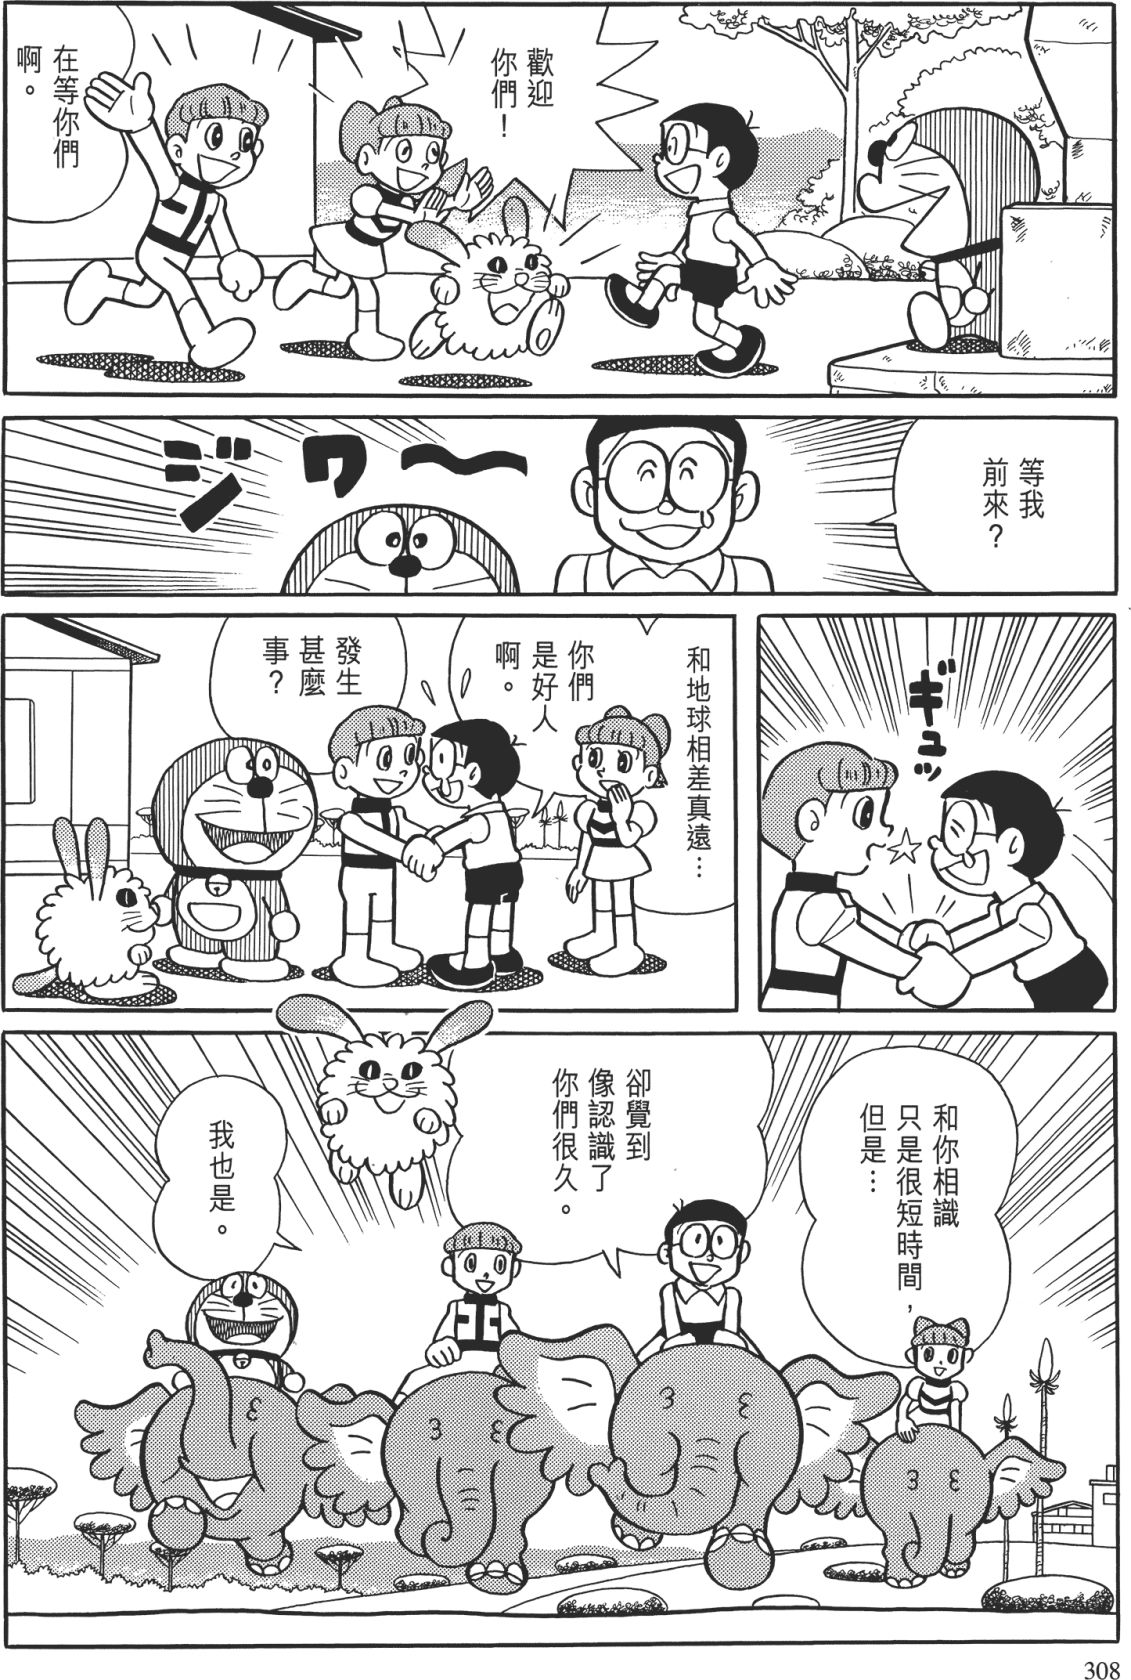 歡迎
你們！
在等你們
啊。
等我
前來？
ジワ～
ギュッ
和地球相差真遠…
你們
是好人
啊。
發生
甚麼
事？
和你相識
只是很短時間，
但是…
卻覺到
像認識了
你們很久。
我也是。
308